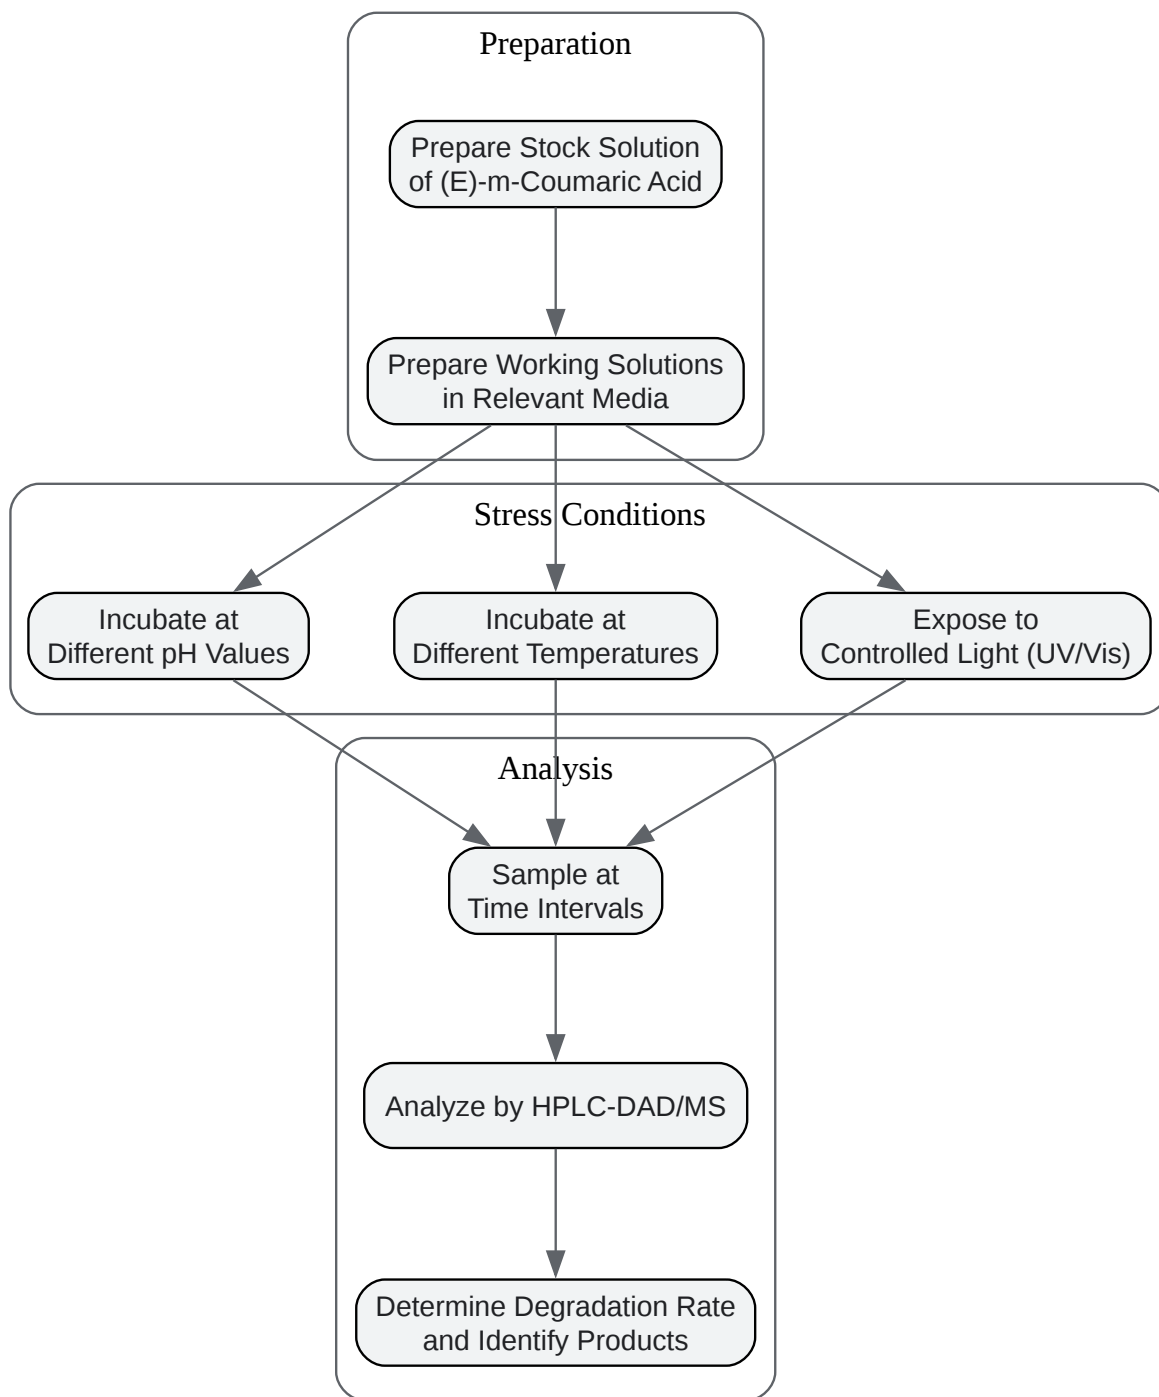 Preparation
Prepare Stock Solution
of (E)-m-Coumaric Acid
Prepare Working Solutions
in Relevant Media
Stress Conditions
Incubate at
Different pH Values
Incubate at
Different Temperatures
Expose to
Controlled Light (UV/Vis)
Analysis
Sample at
Time Intervals
Analyze by HPLC-DAD/MS
Determine Degradation Rate
and Identify Products